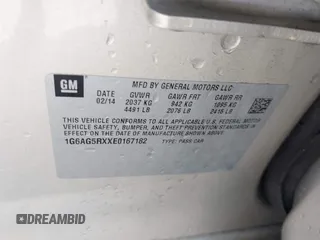 GM
MFD BY GENERAL MOTORS LLC
DATE GVWR GAWR FRT GAWR RR
02/14 2037 KG 942 KG 1095 KG
4491 LB 2076 LB 2415 LB
THIS VEHICLE CONFORMS TO ALL APPLICABLE U.S. FEDERAL MOTOR
VEHICLE SAFETY, BUMPER, AND THEFT PREVENTION STANDARDS IN
EFFECT ON THE DATE OF MANUFACTURE SHOWN ABOVE.
1G6AG5RXXE0167182 TYPE: PASS CAR
DREAMBID